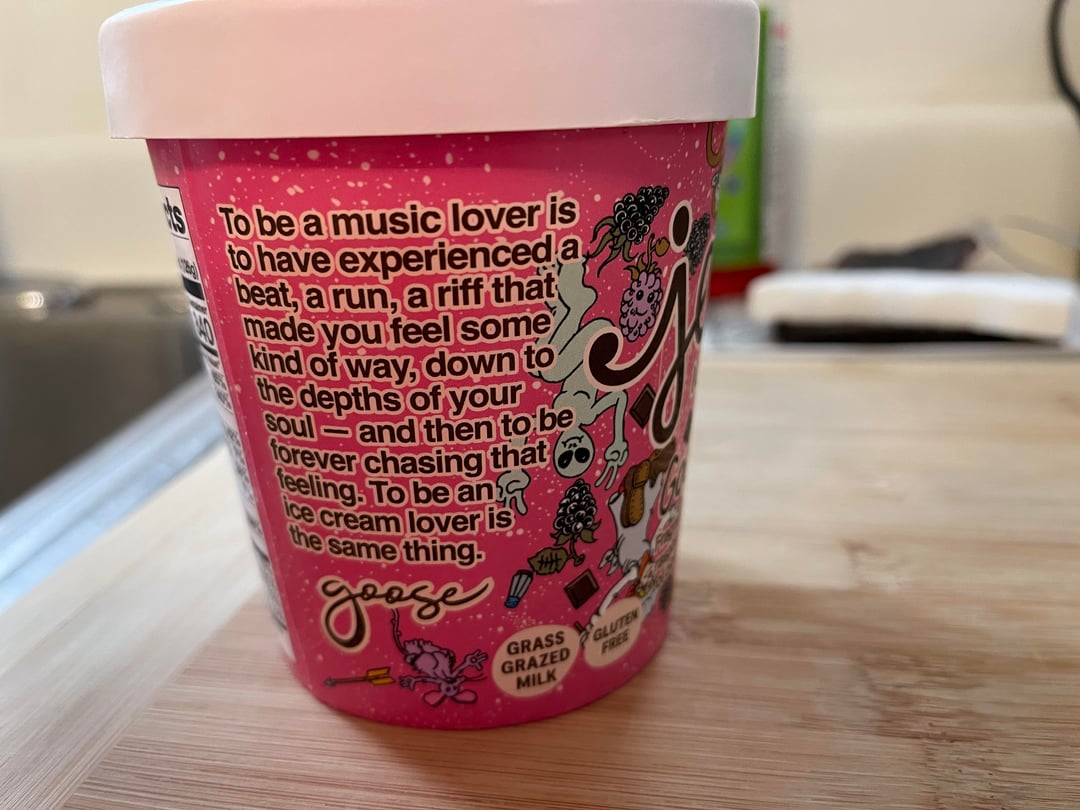 To be a music lover is
to have experienced a
beat, a run, a riff that
made you feel some
kind of way, down to
the depths of your
soul — and then to be
forever chasing that
feeling. To be an
ice cream lover is
the same thing.
goose
GRASS
GRAZED
MILK
GLUTEN
FREE